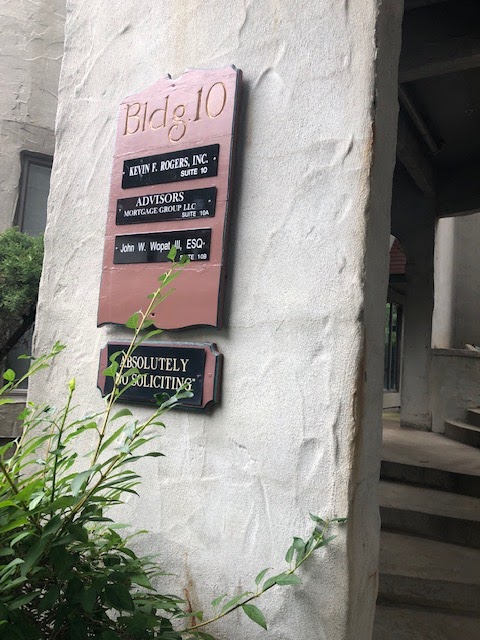 Bldg.10
KEVIN F. ROGERS, INC.
SUITE 10
ADVISORS
MORTGAGE GROUP LLC
SUITE 10A
John W. Wopat III, ESQ
SUITE 10B
ABSOLUTELY
NO SOLICITING